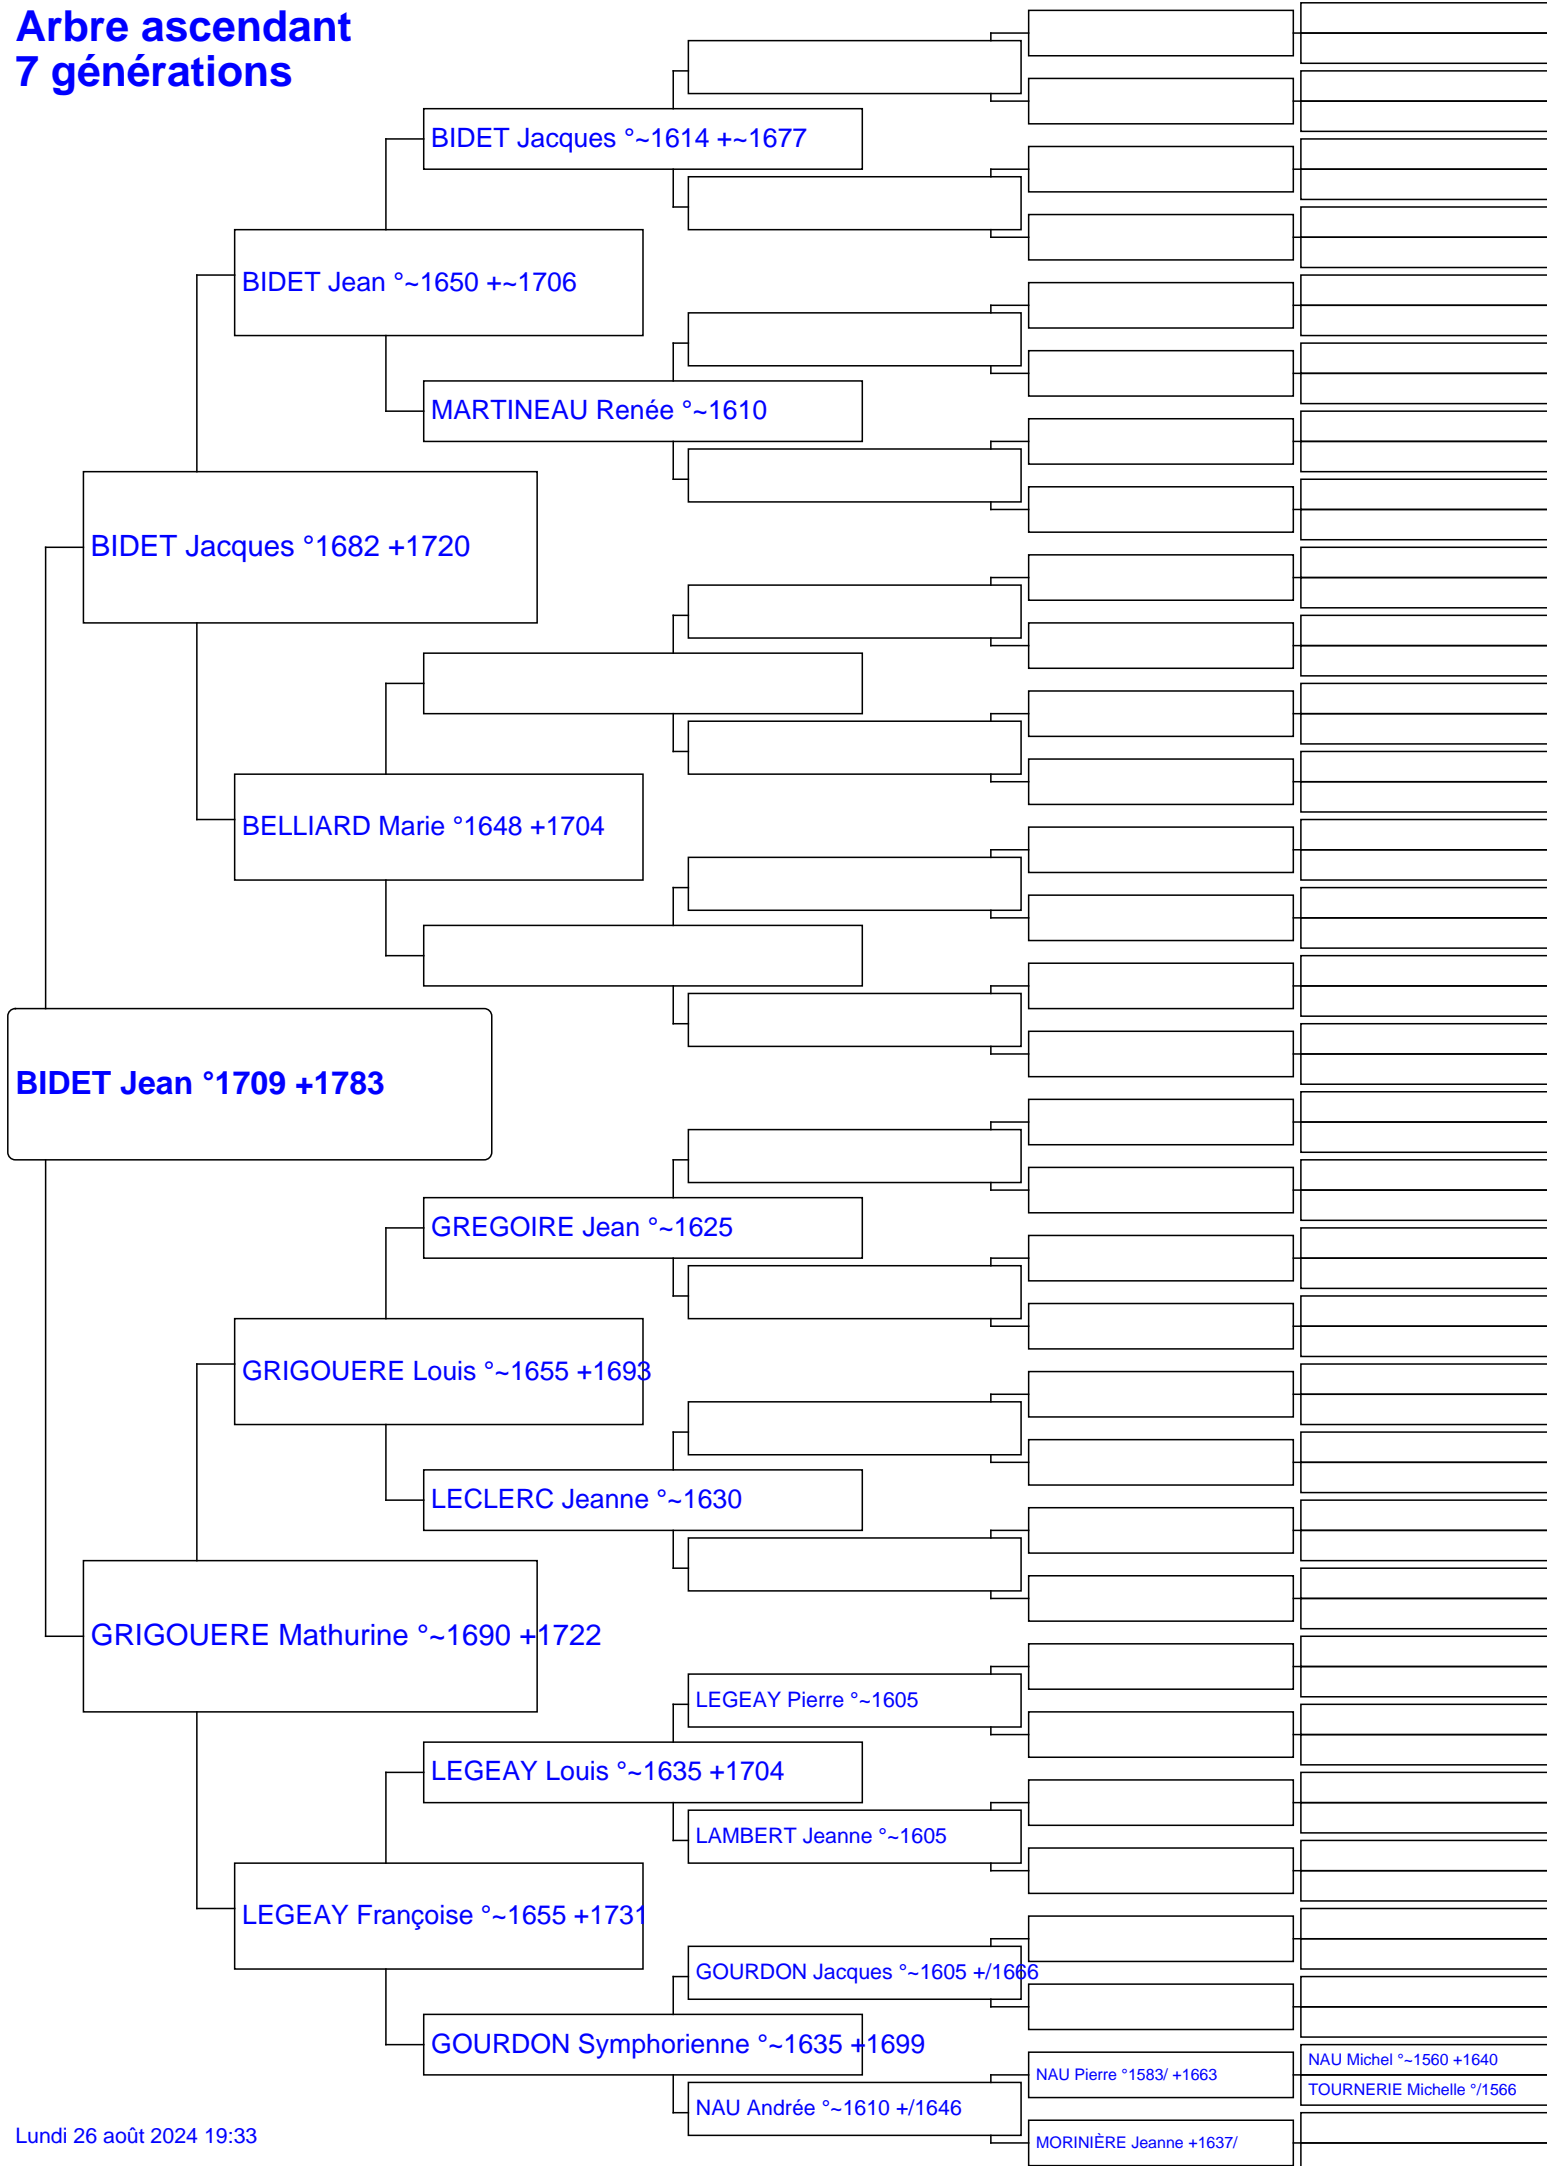 Arbre ascendant
7 générations
BIDET Jacques °~1614 +~1677
BIDET Jean °~1650 +~1706
MARTINEAU Renée °~1610
BIDET Jacques °1682 +1720
BELLIARD Marie °1648 +1704
BIDET Jean °1709 +1783
GREGOIRE Jean °~1625
GRIGOUERE Louis °~1655 +1693
LECLERC Jeanne °~1630
GRIGOUERE Mathurine °~1690 +1722
LEGEAY Pierre °~1605
LEGEAY Louis °~1635 +1704
LAMBERT Jeanne °~1605
LEGEAY Françoise °~1655 +1731
GOURDON Jacques °~1605 +/1666
GOURDON Symphorienne °~1635 +1699
NAU Michel °~1560 +1640
NAU Pierre °1583/ +1663
TOURNERIE Michelle °/1566
NAU Andrée °~1610 +/1646
MORINIÈRE Jeanne +1637/
Lundi 26 août 2024 19:33